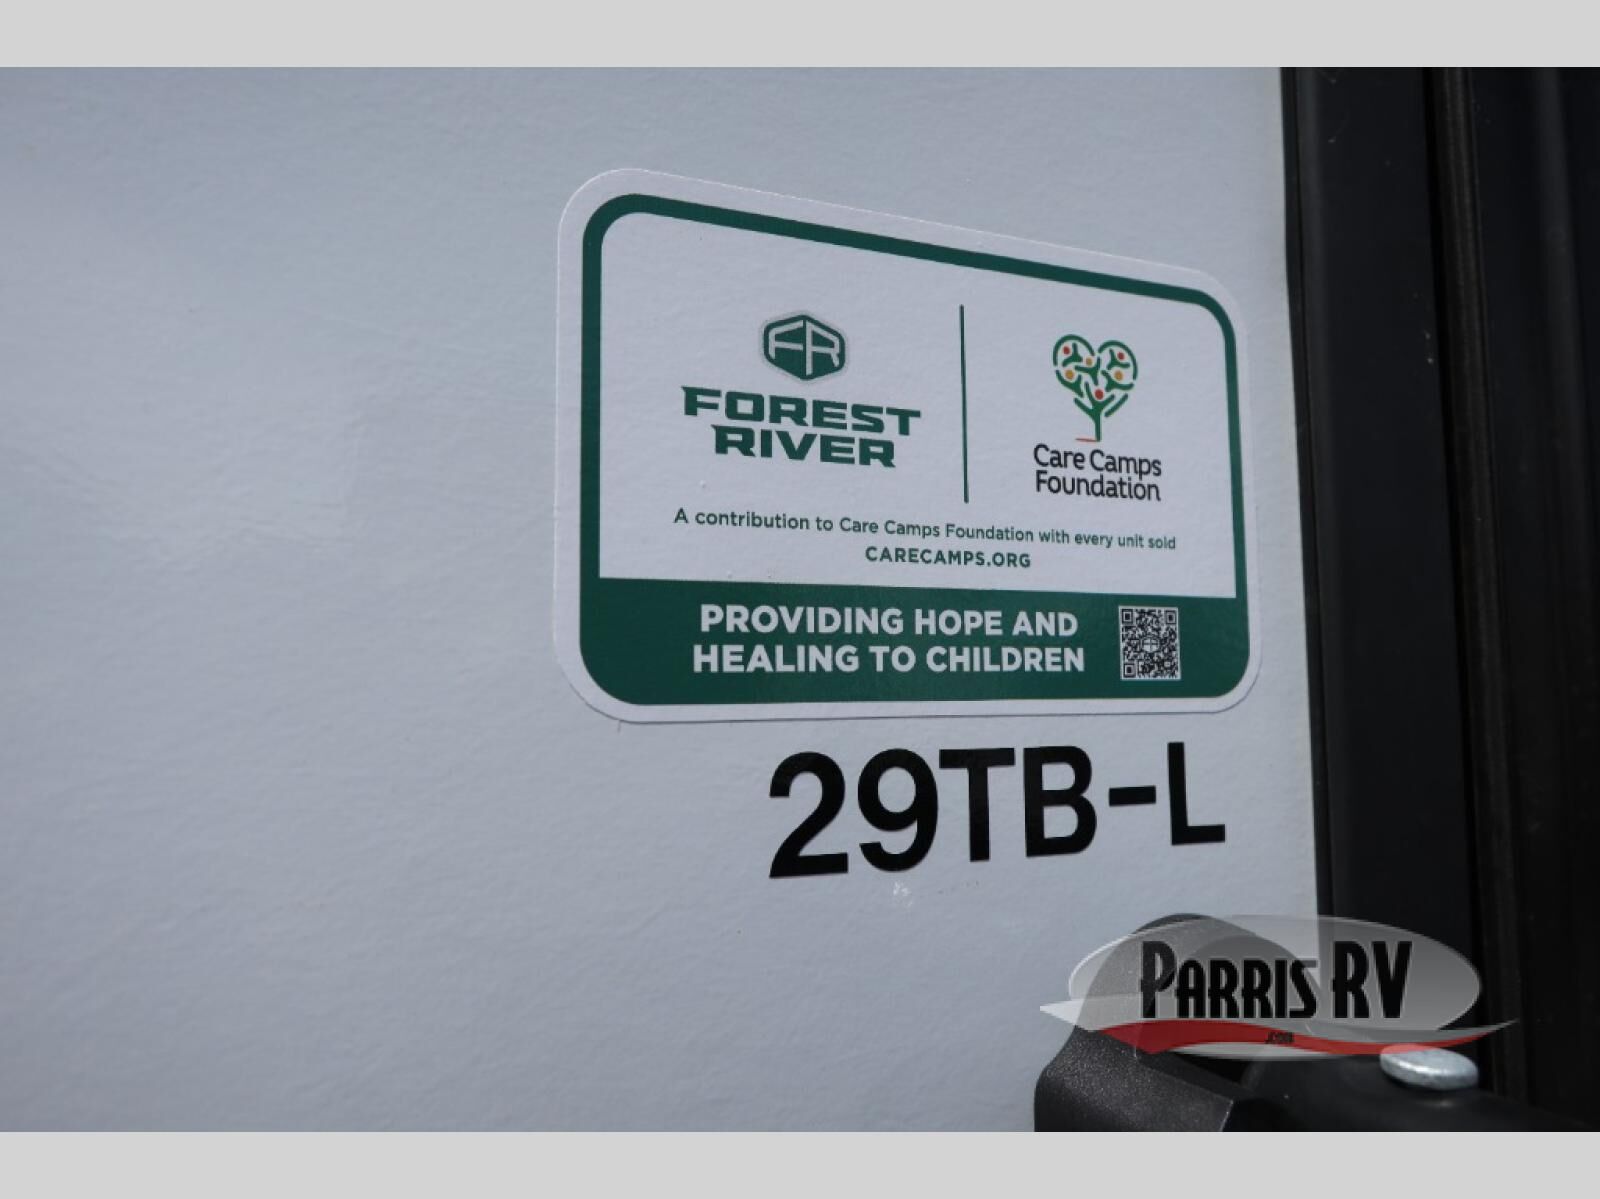 FR
FOREST
RIVER
Care Camps
Foundation
A contribution to Care Camps Foundation with every unit sold
CARECAMPS.ORG
PROVIDING HOPE AND
HEALING TO CHILDREN
29TB-L
PARRIS RV
.COM